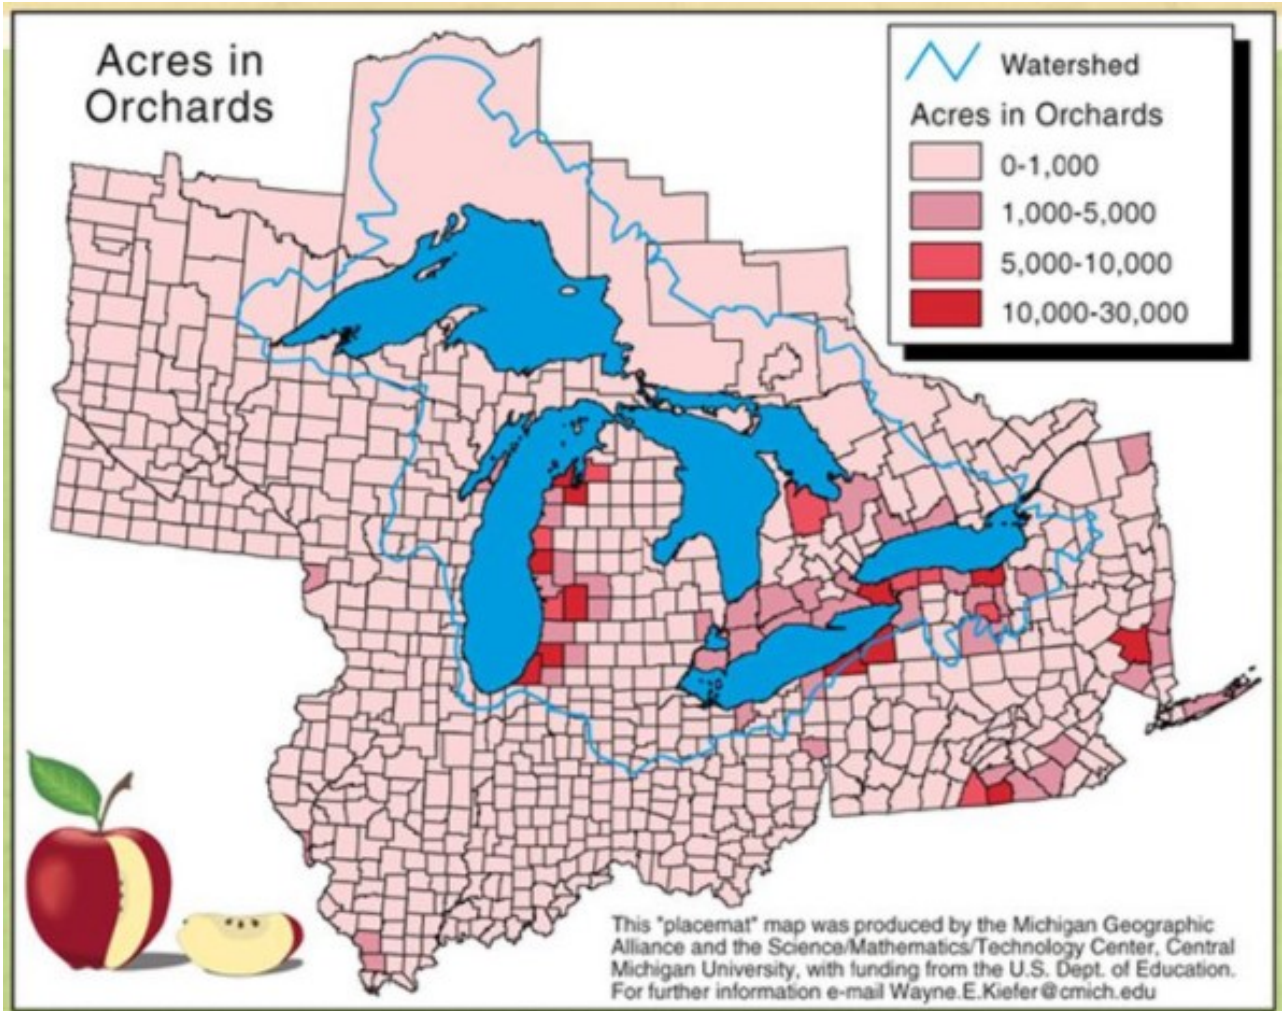 Acres in
Orchards
Watershed
Acres in Orchards
0-1,000
1,000-5,000
5,000-10,000
10,000-30,000
This "placemat" map was produced by the Michigan Geographic
Alliance and the Science/Mathematics/Technology Center, Central
Michigan University, with funding from the U.S. Dept. of Education.
For further information e-mail Wayne.E.Kiefer@cmich.edu